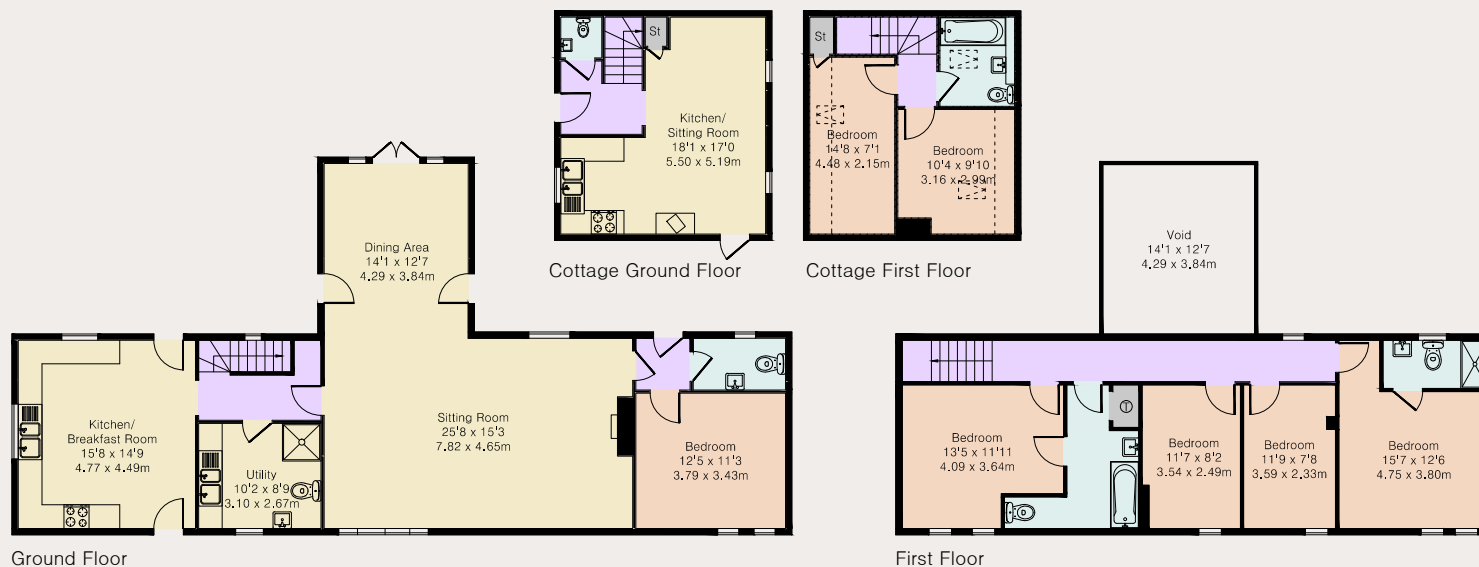 St
Kitchen/
Sitting Room
18'1 x 17'0
5.50 x 5.19m
Cottage Ground Floor
St
Bedroom
14'8 x 7'1
4.48 x 2.15m
Bedroom
10'4 x 9'10
3.16 x 2.99m
Cottage First Floor
Dining Area
14'1 x 12'7
4.29 x 3.84m
Kitchen/
Breakfast Room
15'8 x 14'9
4.77 x 4.49m
Utility
10'2 x 8'9
3.10 x 2.67m
Sitting Room
25'8 x 15'3
7.82 x 4.65m
Bedroom
12'5 x 11'3
3.79 x 3.43m
Ground Floor
Void
14'1 x 12'7
4.29 x 3.84m
Bedroom
13'5 x 11'11
4.09 x 3.64m
T
Bedroom
11'7 x 8'2
3.54 x 2.49m
Bedroom
11'9 x 7'8
3.59 x 2.33m
Bedroom
15'7 x 12'6
4.75 x 3.80m
First Floor